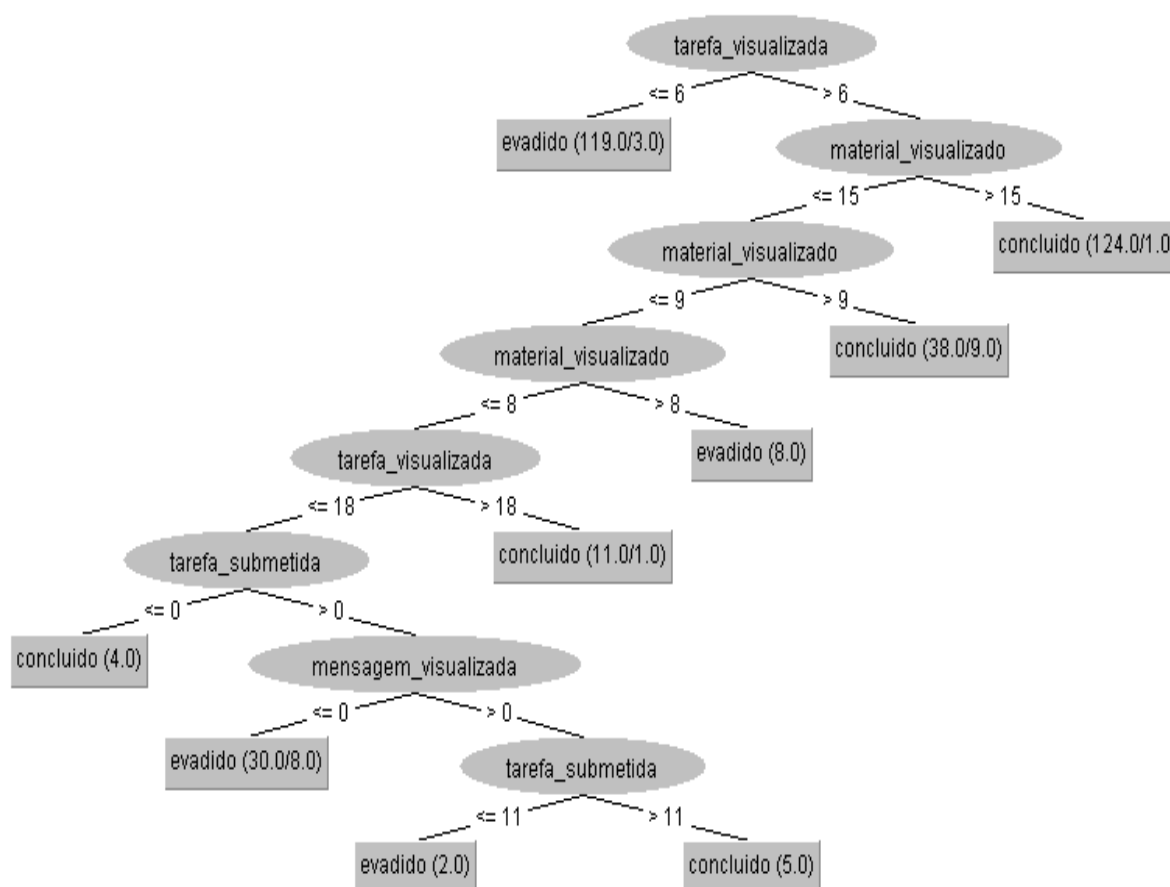 tarefa_visualizada
<= 6
> 6
evadido (119.0/3.0)
material_visualizado
<= 15
> 15
material_visualizado
concluido (124.0/1.0
<= 9
> 9
material_visualizado
concluido (38.0/9.0)
<= 8
> 8
tarefa_visualizada
evadido (8.0)
<= 18
> 18
tarefa_submetida
concluido (11.0/1.0)
<= 0
> 0
concluido (4.0)
mensagem_visualizada
<= 0
> 0
evadido (30.0/8.0)
tarefa_submetida
<= 11
> 11
evadido (2.0)
concluido (5.0)